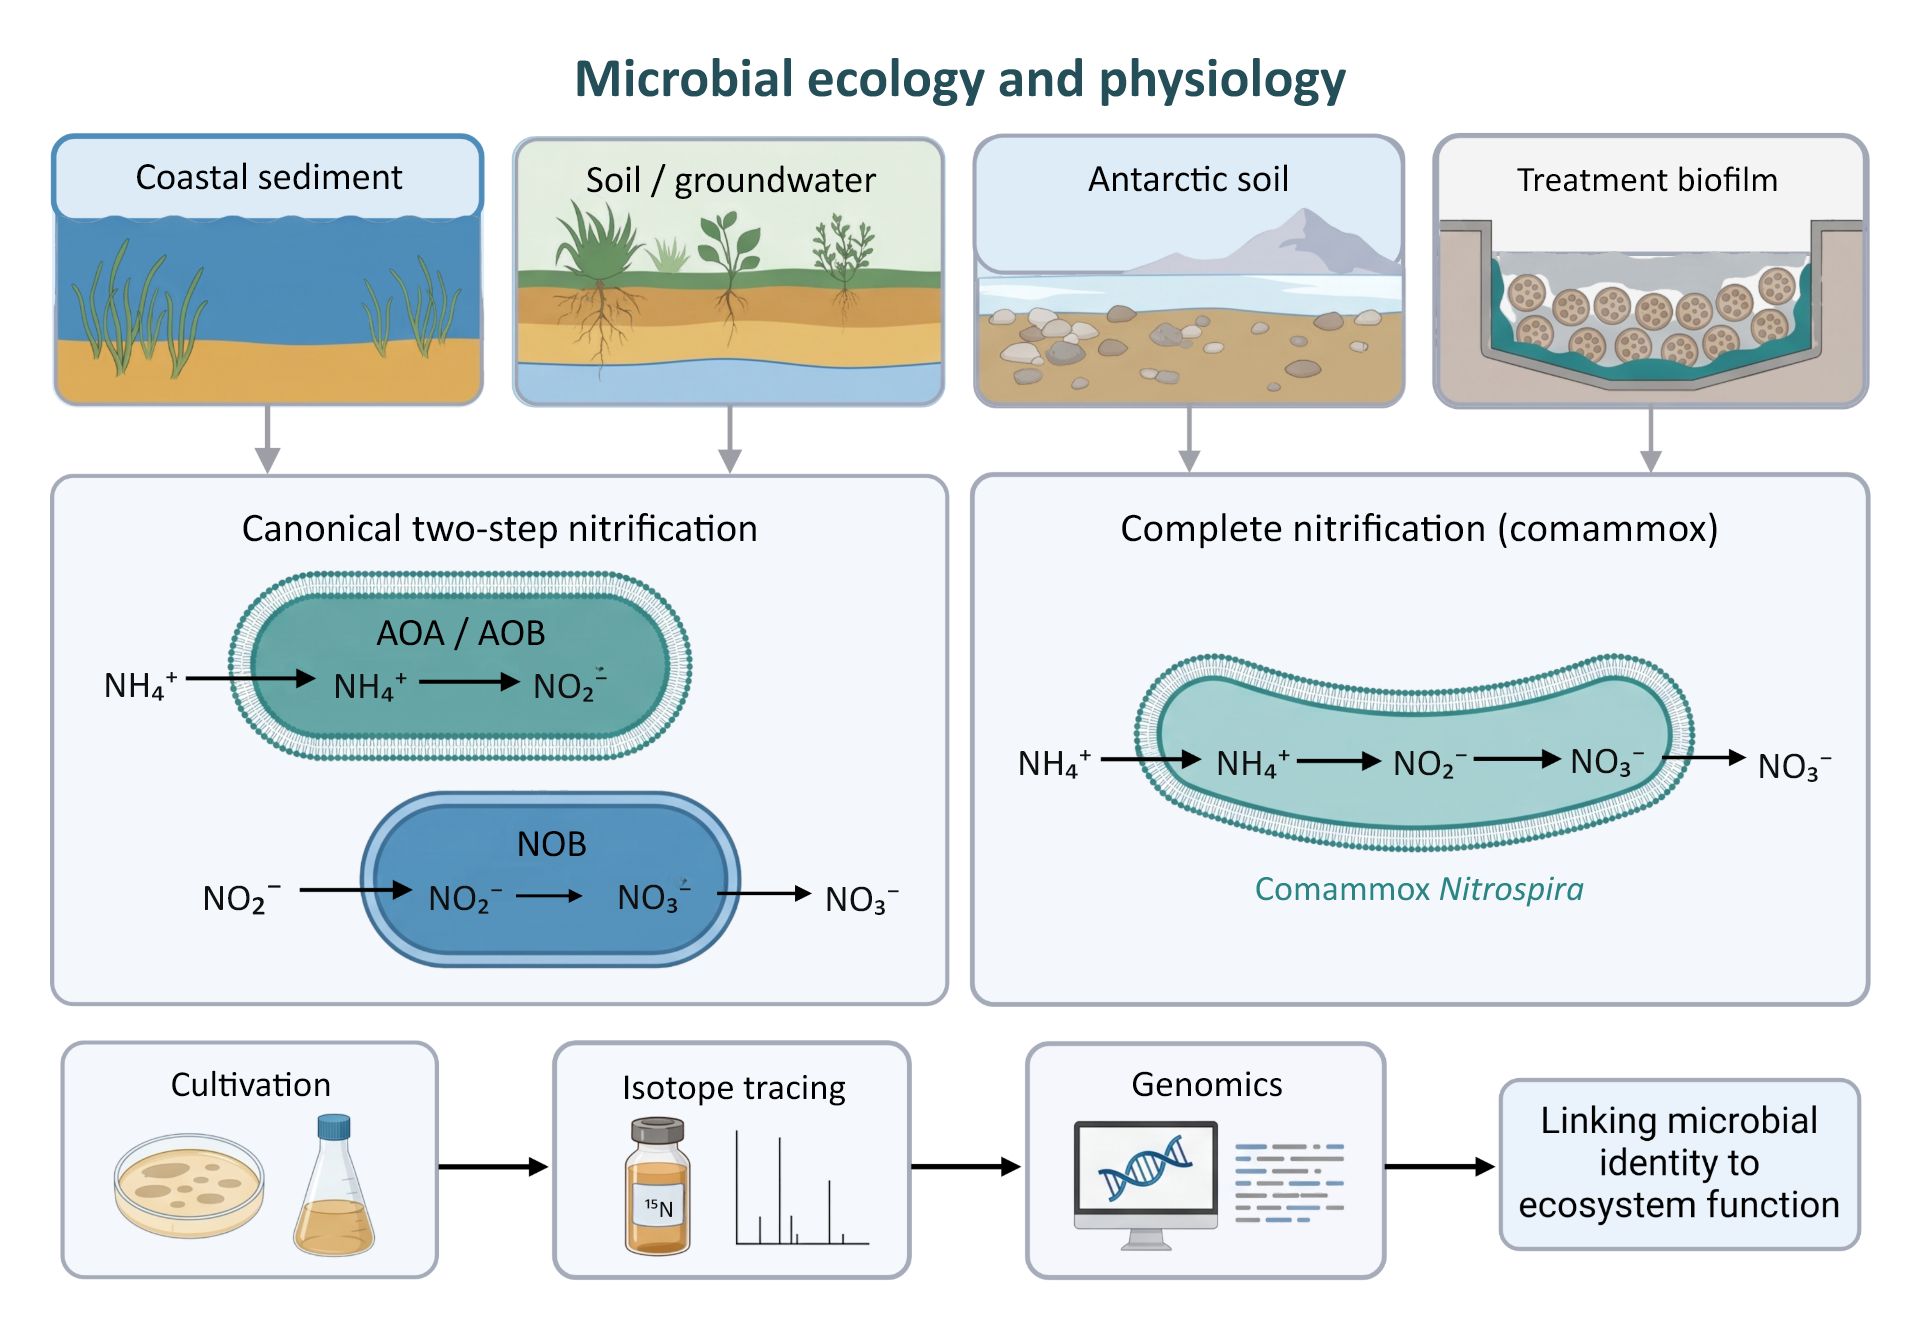 Microbial ecology and physiology
Coastal sediment
Soil / groundwater
Antarctic soil
Treatment biofilm
Canonical two-step nitrification
AOA / AOB
NH₄⁺
NH₄⁺
NO₂⁻
NOB
NO₂⁻
NO₂⁻
NO₃⁻
NO₃⁻
Complete nitrification (comammox)
NH₄⁺
NH₄⁺
NO₂⁻
NO₃⁻
NO₃⁻
Comammox Nitrospira
Cultivation
Isotope tracing
¹⁵N
Genomics
Linking microbial
identity to
ecosystem function